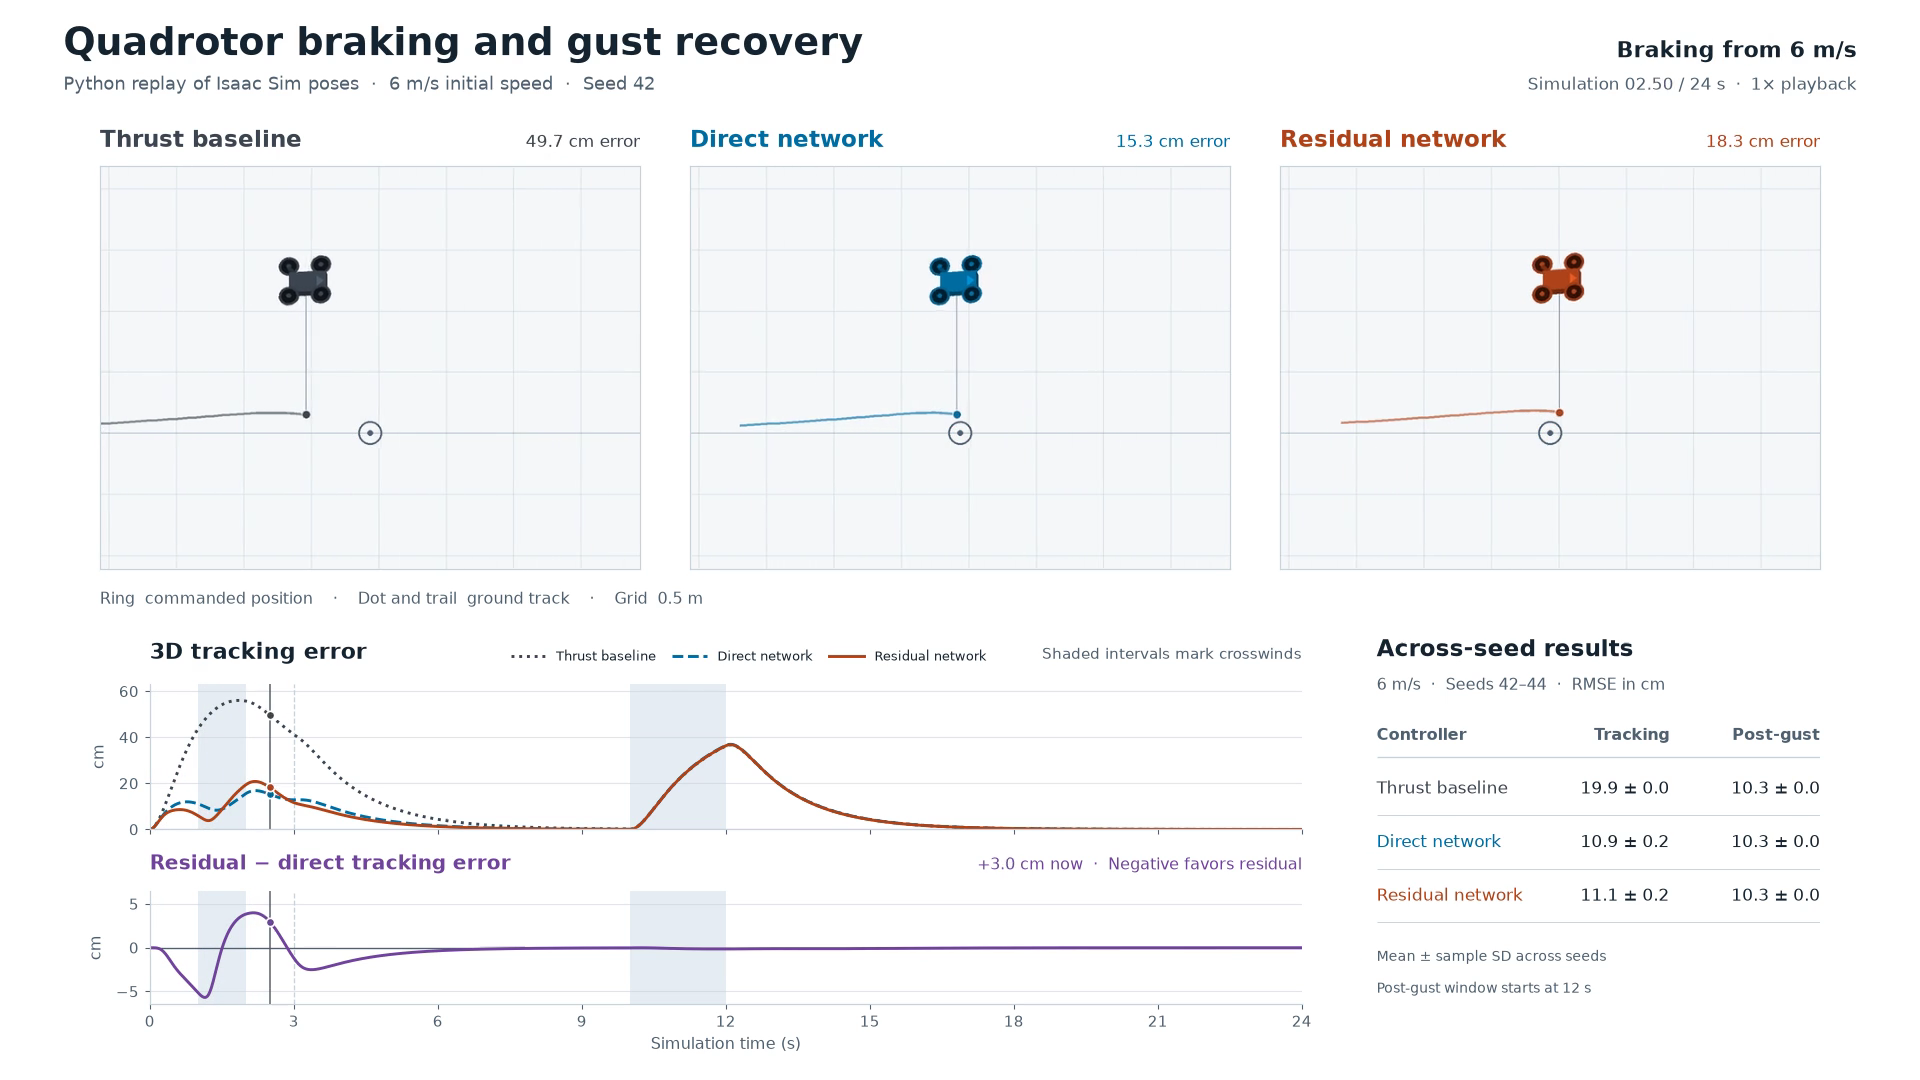 Quadrotor braking and gust recovery
Python replay of Isaac Sim poses · 6 m/s initial speed · Seed 42
Braking from 6 m/s
Simulation 02.50 / 24 s · 1× playback
Thrust baseline 49.7 cm error
Direct network 15.3 cm error
Residual network 18.3 cm error
Ring commanded position · Dot and trail ground track · Grid 0.5 m
3D tracking error
Thrust baseline Direct network Residual network
Shaded intervals mark crosswinds
60
40
20
0
cm
Residual − direct tracking error
+3.0 cm now · Negative favors residual
5
0
−5
cm
0 3 6 9 12 15 18 21 24
Simulation time (s)
Across-seed results
6 m/s · Seeds 42–44 · RMSE in cm
Controller Tracking Post-gust
Thrust baseline 19.9 ± 0.0 10.3 ± 0.0
Direct network 10.9 ± 0.2 10.3 ± 0.0
Residual network 11.1 ± 0.2 10.3 ± 0.0
Mean ± sample SD across seeds
Post-gust window starts at 12 s